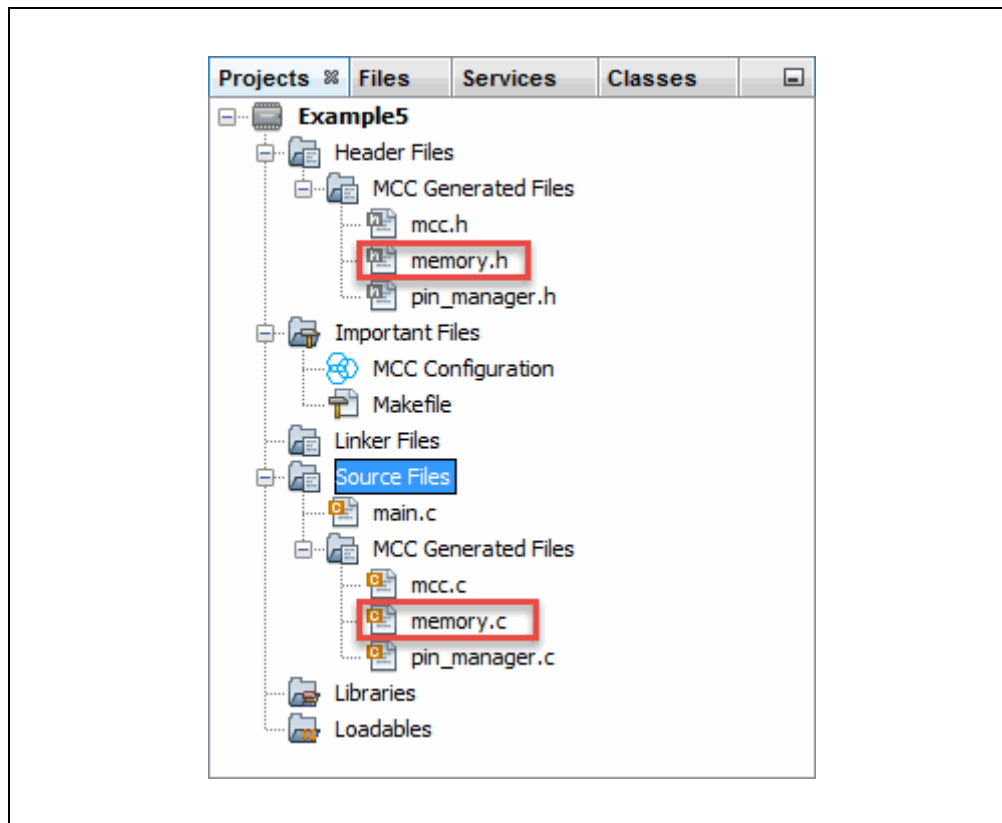 Projects Files Services Classes
Example5
Header Files
MCC Generated Files
mcc.h
memory.h
pin_manager.h
Important Files
MCC Configuration
Makefile
Linker Files
Source Files
main.c
MCC Generated Files
mcc.c
memory.c
pin_manager.c
Libraries
Loadables